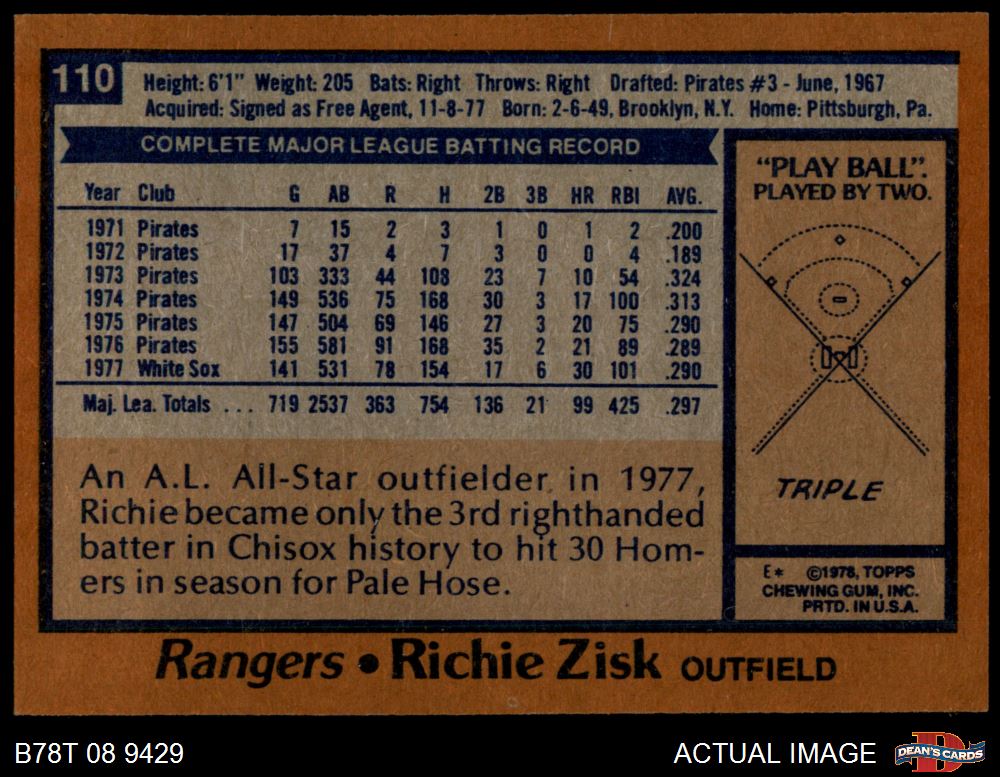 110
Height: 6'1" Weight: 205 Bats: Right Throws: Right Drafted: Pirates #3 - June, 1967
Acquired: Signed as Free Agent, 11-8-77 Born: 2-6-49, Brooklyn, N.Y. Home: Pittsburgh, Pa.
COMPLETE MAJOR LEAGUE BATTING RECORD
Year Club G AB R H 2B 3B HR RBI AVG.
1971 Pirates 7 15 2 3 1 0 1 2 .200
1972 Pirates 17 37 4 7 3 0 0 4 .189
1973 Pirates 103 333 44 108 23 7 10 54 .324
1974 Pirates 149 536 75 168 30 3 17 100 .313
1975 Pirates 147 504 69 146 27 3 20 75 .290
1976 Pirates 155 581 91 168 35 2 21 89 .289
1977 White Sox 141 531 78 154 17 6 30 101 .290
Maj. Lea. Totals ... 719 2537 363 754 136 21 99 425 .297
An A.L. All-Star outfielder in 1977,
Richie became only the 3rd righthanded
batter in Chisox history to hit 30 Hom-
ers in season for Pale Hose.
"PLAY BALL".
PLAYED BY TWO.
TRIPLE
E* ©1978, TOPPS
CHEWING GUM, INC.
PRTD. IN U.S.A.
Rangers • Richie Zisk OUTFIELD
B78T 08 9429
ACTUAL IMAGE
DEAN'S CARDS